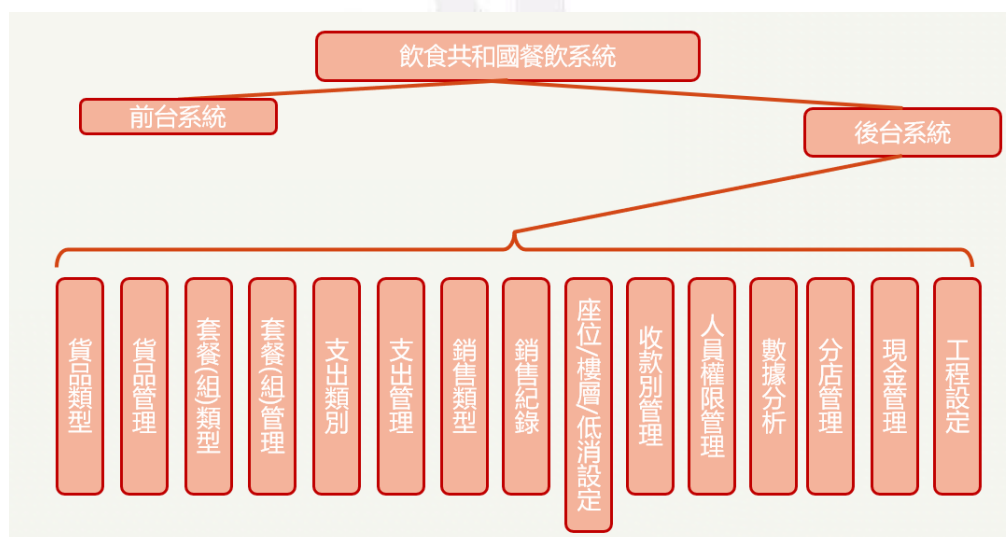 飲食共和國餐飲系統
前台系統
後台系統
貨品類型
貨品管理
套餐(組)類型
套餐(組)管理
支出類別
支出管理
銷售類型
銷售紀錄
座位/樓層/低消設定
收款別管理
人員權限管理
數據分析
分店管理
現金管理
工程設定